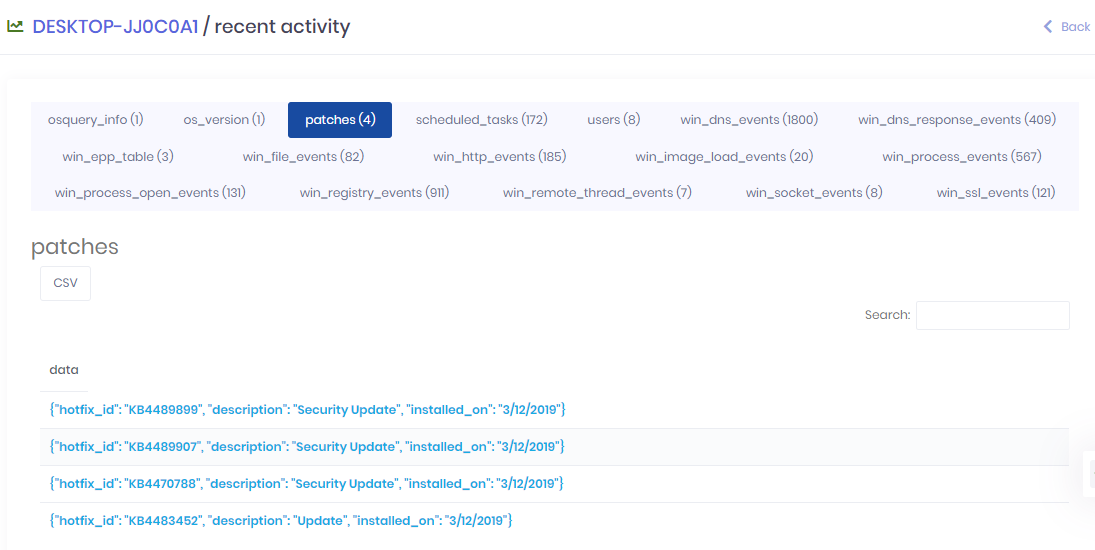 DESKTOP-JJ0C0A1 / recent activity
Back
osquery_info (1) os_version (1) patches (4) scheduled_tasks (172) users (8) win_dns_events (1800) win_dns_response_events (409)
win_epp_table (3) win_file_events (82) win_http_events (185) win_image_load_events (20) win_process_events (567)
win_process_open_events (131) win_registry_events (911) win_remote_thread_events (7) win_socket_events (8) win_ssl_events (121)
patches
CSV
Search:
data
{"hotfix_id": "KB4489899", "description": "Security Update", "installed_on": "3/12/2019"}
{"hotfix_id": "KB4489907", "description": "Security Update", "installed_on": "3/12/2019"}
{"hotfix_id": "KB4470788", "description": "Security Update", "installed_on": "3/12/2019"}
{"hotfix_id": "KB4483452", "description": "Update", "installed_on": "3/12/2019"}